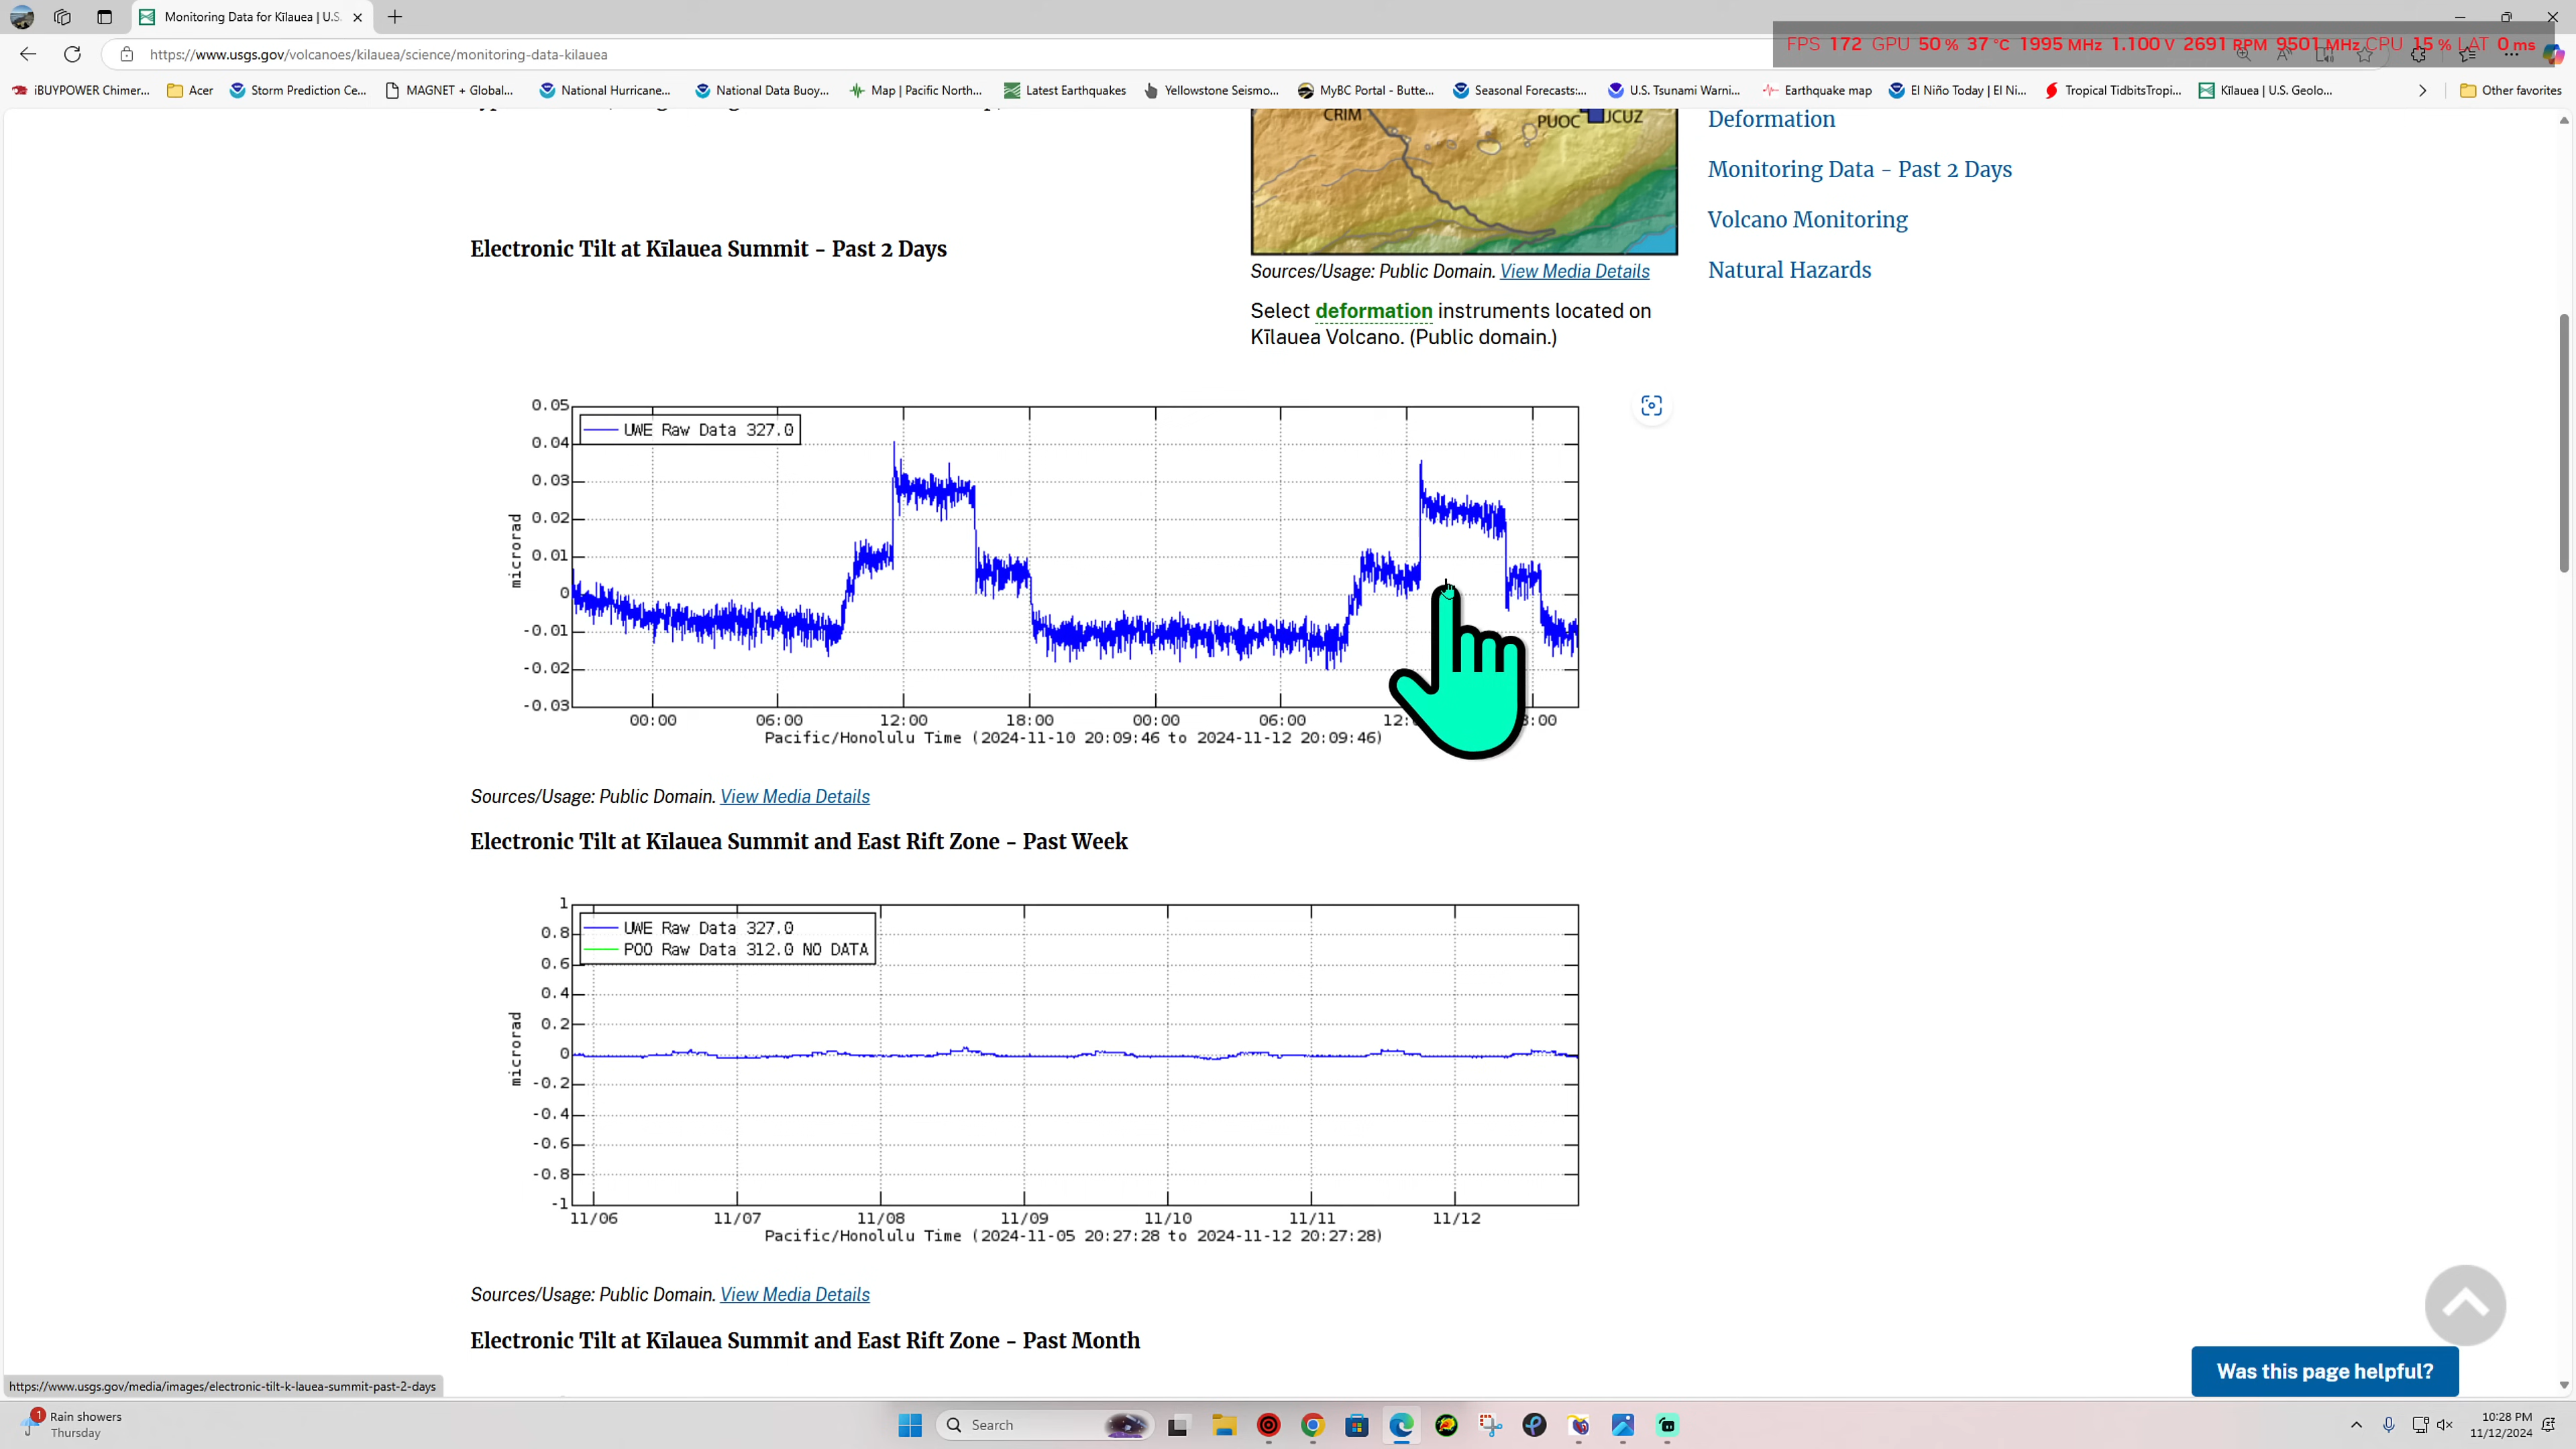 Monitoring Data for Kīlauea | U.S.
https://www.usgs.gov/volcanoes/kilauea/science/monitoring-data-kilauea
FPS 172 GPU 50 % 37 °C 1995 MHz 1.100 V 2691 RPM 9501 MHz CPU 15 % LAT 0 ms
iBUYPOWER Chimer...
Acer
Storm Prediction Ce...
MAGNET + Global...
National Hurricane...
National Data Buoy...
Map | Pacific North...
Latest Earthquakes
Yellowstone Seismo...
MyBC Portal - Butte...
Seasonal Forecasts:...
U.S. Tsunami Warni...
Earthquake map
El Niño Today | El Ni...
Tropical TidbitsTropi...
Kīlauea | U.S. Geolo...
Other favorites
CRIM
PUOC
JCUZ
Deformation
Monitoring Data - Past 2 Days
Volcano Monitoring
Natural Hazards
Electronic Tilt at Kīlauea Summit - Past 2 Days
Sources/Usage: Public Domain. View Media Details
Select deformation instruments located on
Kīlauea Volcano. (Public domain.)
UWE Raw Data 327.0
0.05
0.04
0.03
0.02
0.01
0
-0.01
-0.02
-0.03
microrad
00:00 06:00 12:00 18:00 00:00 06:00
Pacific/Honolulu Time (2024-11-10 20:09:46 to 2024-11-12 20:09:46)
Sources/Usage: Public Domain. View Media Details
Electronic Tilt at Kīlauea Summit and East Rift Zone - Past Week
UWE Raw Data 327.0
POO Raw Data 312.0 NO DATA
1
0.8
0.6
0.4
0.2
0
-0.2
-0.4
-0.6
-0.8
-1
microrad
11/06 11/07 11/08 11/09 11/10 11/11 11/12
Pacific/Honolulu Time (2024-11-05 20:27:28 to 2024-11-12 20:27:28)
Sources/Usage: Public Domain. View Media Details
Electronic Tilt at Kīlauea Summit and East Rift Zone - Past Month
Was this page helpful?
https://www.usgs.gov/media/images/electronic-tilt-k-lauea-summit-past-2-days
1
Rain showers
Thursday
Search
10:28 PM
11/12/2024